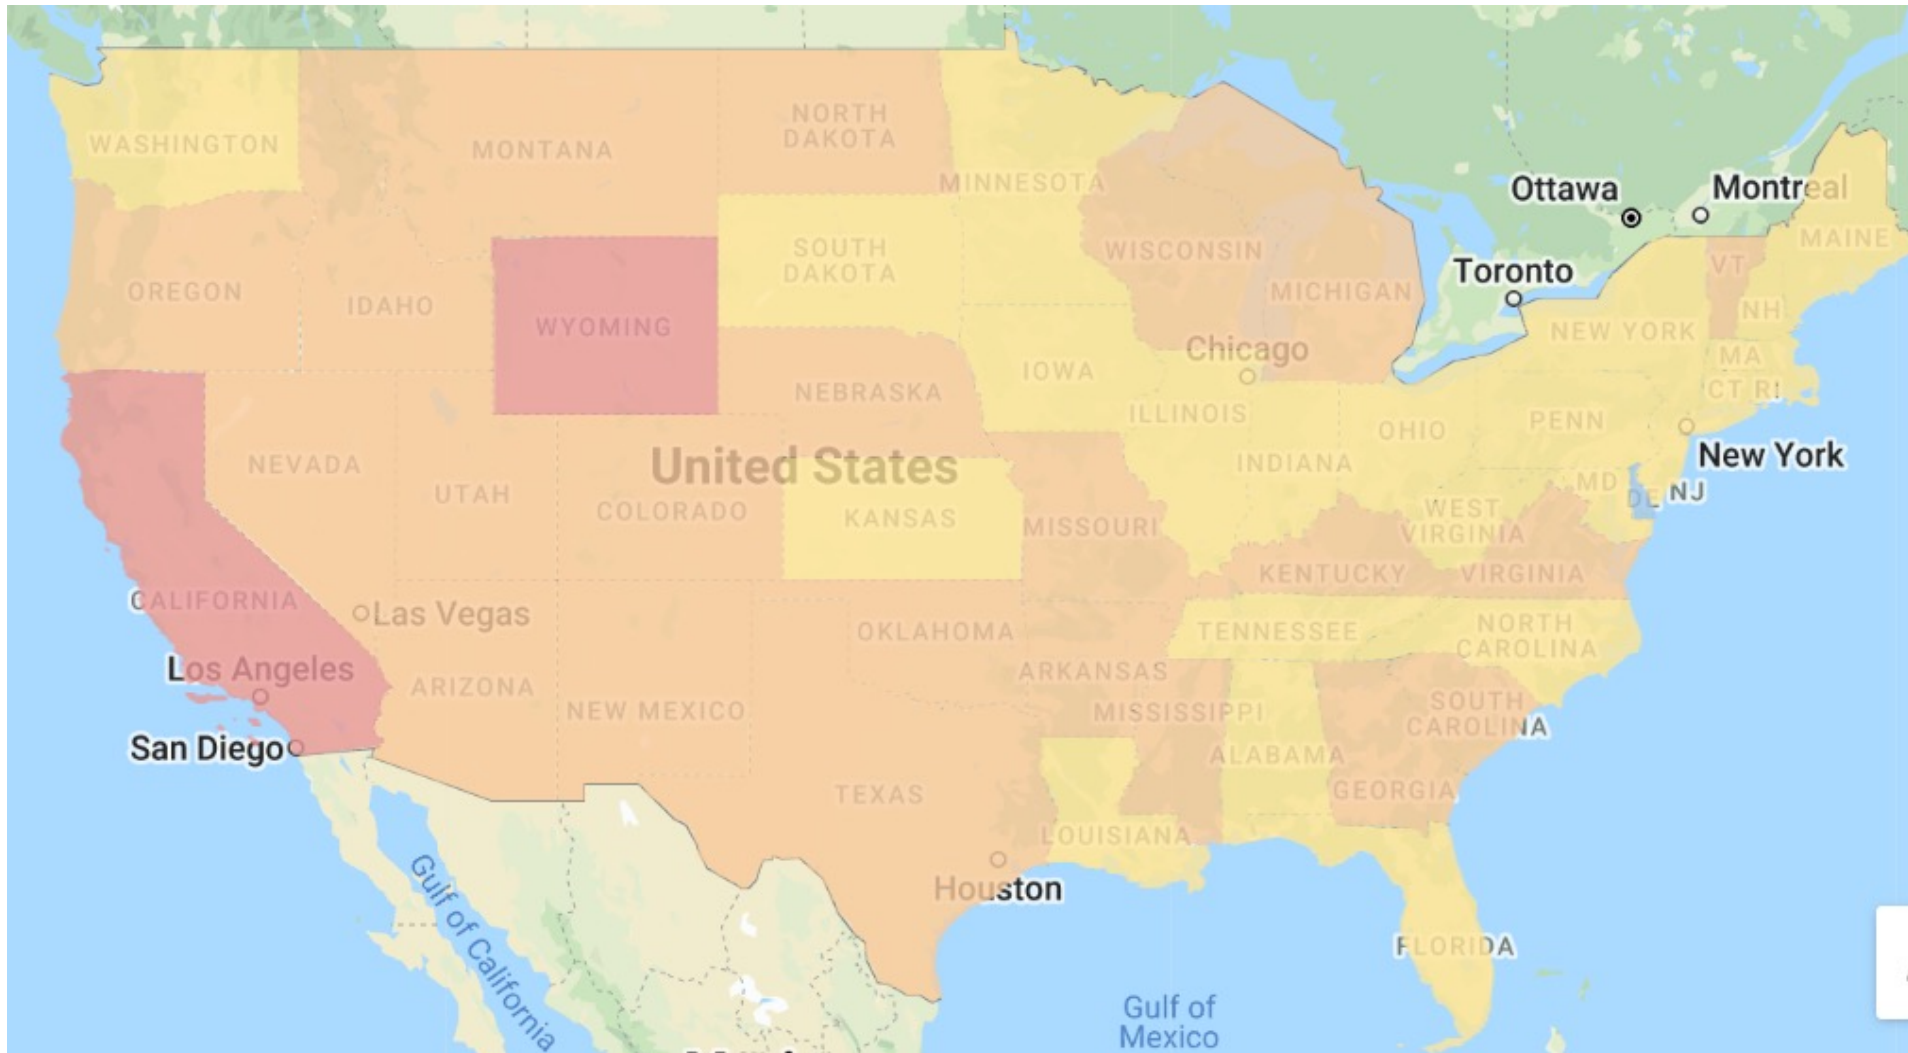 NORTH
DAKOTA
WASHINGTON
MONTANA
MINNESOTA
Ottawa
Montreal
MAINE
SOUTH
DAKOTA
WISCONSIN
VT
Toronto
OREGON
IDAHO
MICHIGAN
NH
WYOMING
NEW YORK
Chicago
MA
IOWA
NEBRASKA
CT RI
ILLINOIS
OHIO
PENN
NEVADA
United States
INDIANA
New York
UTAH
MD
DE
NJ
COLORADO
KANSAS
MISSOURI
WEST
VIRGINIA
KENTUCKY
VIRGINIA
CALIFORNIA
Las Vegas
OKLAHOMA
TENNESSEE
NORTH
CAROLINA
Los Angeles
ARIZONA
ARKANSAS
NEW MEXICO
MISSISSIPPI
SOUTH
CAROLINA
San Diego
ALABAMA
TEXAS
GEORGIA
LOUISIANA
Houston
Gulf of California
FLORIDA
Gulf of
Mexico